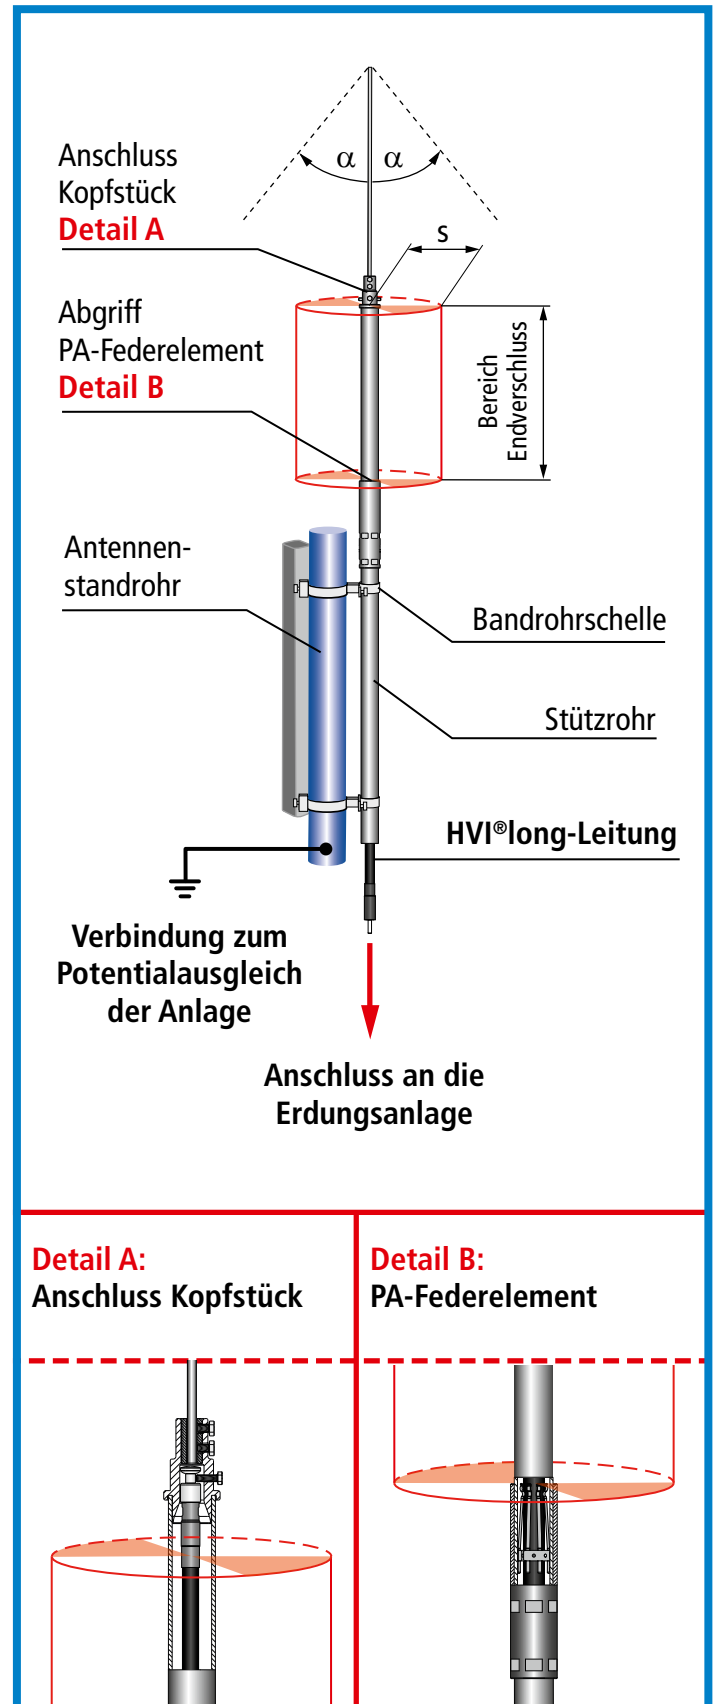 α α
Anschluss
Kopfstück
Detail A
s
Abgriff
PA-Federelement
Detail B
Bereich
Endverschluss
Antennen-
standrohr
Bandrohrschelle
Stützrohr
HVI®long-Leitung
Verbindung zum
Potentialausgleich
der Anlage
Anschluss an die
Erdungsanlage
Detail A:
Anschluss Kopfstück
Detail B:
PA-Federelement